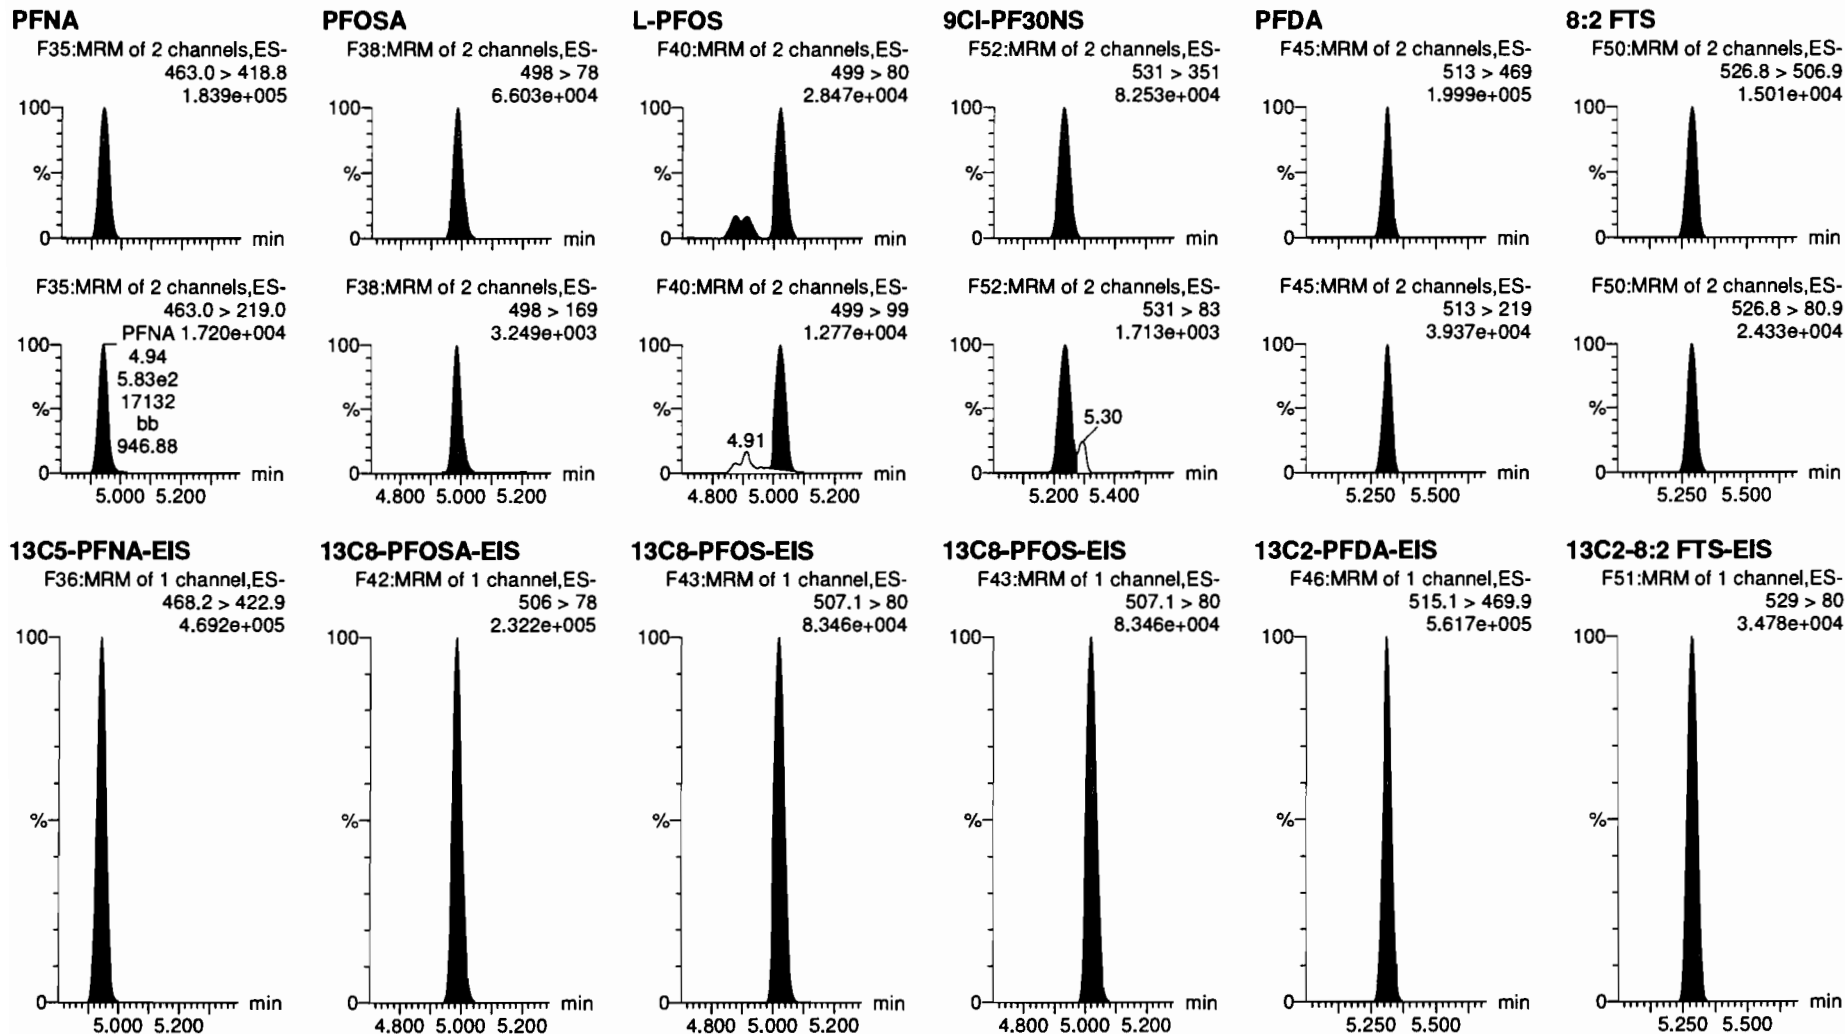 PFNA
F35:MRM of 2 channels,ES-
463.0 > 418.8
1.839e+005
100
%
0
min
F35:MRM of 2 channels,ES-
463.0 > 219.0
PFNA 1.720e+004
100
4.94
5.83e2
17132
bb
946.88
%
0
min
5.000 5.200
13C5-PFNA-EIS
F36:MRM of 1 channel,ES-
468.2 > 422.9
4.692e+005
100
%
0
min
5.000 5.200
PFOSA
F38:MRM of 2 channels,ES-
498 > 78
6.603e+004
100
%
0
min
F38:MRM of 2 channels,ES-
498 > 169
3.249e+003
100
%
0
min
4.800 5.000 5.200
13C8-PFOSA-EIS
F42:MRM of 1 channel,ES-
506 > 78
2.322e+005
100
%
0
min
4.800 5.000 5.200
L-PFOS
F40:MRM of 2 channels,ES-
499 > 80
2.847e+004
100
%
0
min
F40:MRM of 2 channels,ES-
499 > 99
1.277e+004
100
%
4.91
0
min
4.800 5.000 5.200
13C8-PFOS-EIS
F43:MRM of 1 channel,ES-
507.1 > 80
8.346e+004
100
%
0
min
4.800 5.000 5.200
9Cl-PF30NS
F52:MRM of 2 channels,ES-
531 > 351
8.253e+004
100
%
0
min
F52:MRM of 2 channels,ES-
531 > 83
1.713e+003
100
%
5.30
0
min
5.200 5.400
13C8-PFOS-EIS
F43:MRM of 1 channel,ES-
507.1 > 80
8.346e+004
100
%
0
min
4.800 5.000 5.200
PFDA
F45:MRM of 2 channels,ES-
513 > 469
1.999e+005
100
%
0
min
F45:MRM of 2 channels,ES-
513 > 219
3.937e+004
100
%
0
min
5.250 5.500
13C2-PFDA-EIS
F46:MRM of 1 channel,ES-
515.1 > 469.9
5.617e+005
100
%
0
min
5.250 5.500
8:2 FTS
F50:MRM of 2 channels,ES-
526.8 > 506.9
1.501e+004
100
%
0
min
F50:MRM of 2 channels,ES-
526.8 > 80.9
2.433e+004
100
%
0
min
5.250 5.500
13C2-8:2 FTS-EIS
F51:MRM of 1 channel,ES-
529 > 80
3.478e+004
100
%
0
min
5.250 5.500